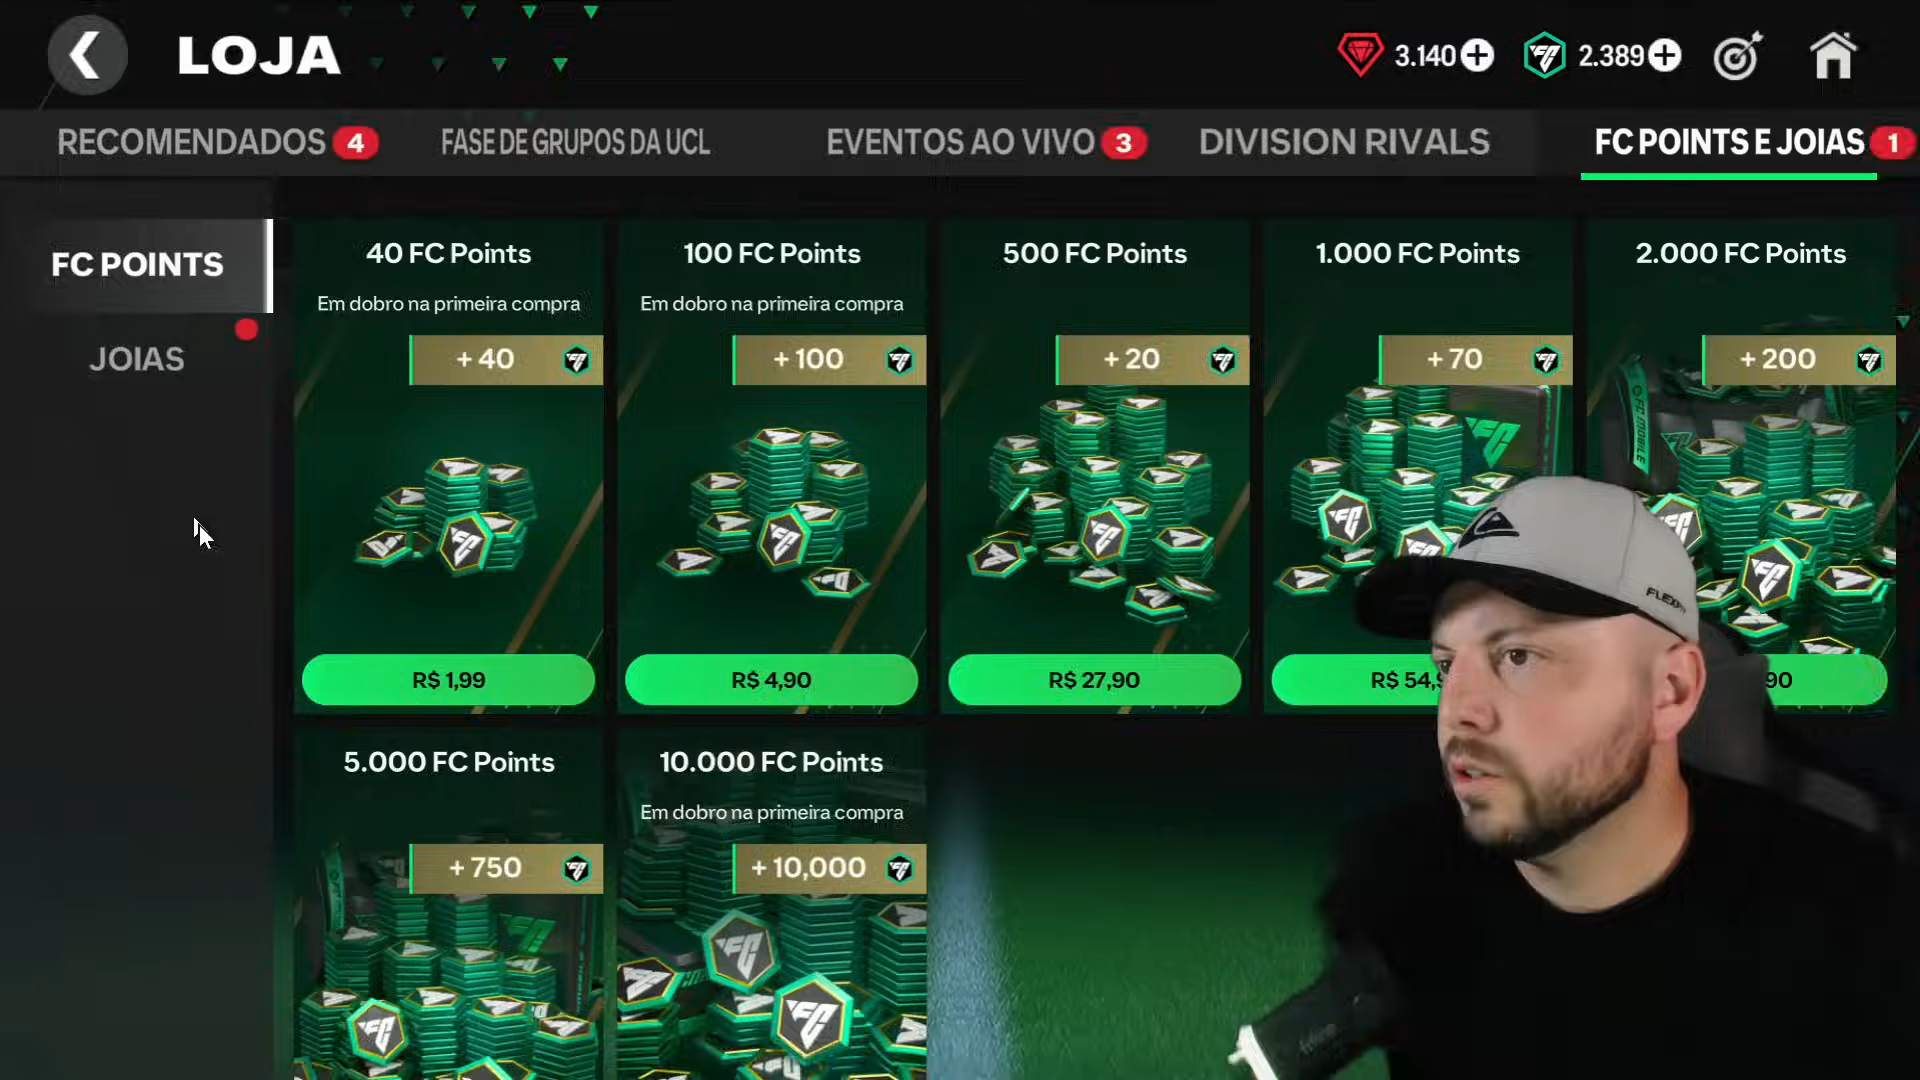 LOJA
3.140
2.389
RECOMENDADOS 4
FASE DE GRUPOS DA UCL
EVENTOS AO VIVO 3
DIVISION RIVALS
FC POINTS E JOIAS 1
FC POINTS
JOIAS
40 FC Points
Em dobro na primeira compra
+ 40
R$ 1,99
100 FC Points
Em dobro na primeira compra
+ 100
R$ 4,90
500 FC Points
+ 20
R$ 27,90
1.000 FC Points
+ 70
R$ 54,
2.000 FC Points
+ 200
90
5.000 FC Points
+ 750
10.000 FC Points
Em dobro na primeira compra
+ 10,000